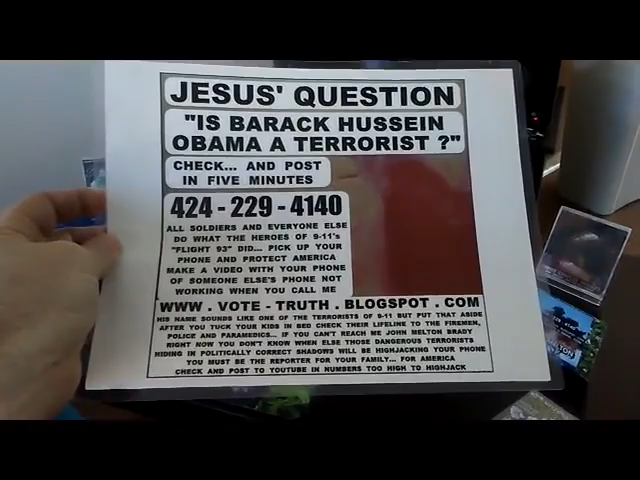 JESUS' QUESTION
"IS BARACK HUSSEIN
OBAMA A TERRORIST ?"
CHECK... AND POST
IN FIVE MINUTES
424 - 229 - 4140
ALL SOLDIERS AND EVERYONE ELSE
DO WHAT THE HEROES OF 9-11's
"FLIGHT 93" DID... PICK UP YOUR
PHONE AND PROTECT AMERICA
MAKE A VIDEO WITH YOUR PHONE
OF SOMEONE ELSE'S PHONE NOT
WORKING WHEN YOU CALL ME
WWW . VOTE - TRUTH . BLOGSPOT . COM
HIS NAME SOUNDS LIKE ONE OF THE TERRORISTS OF 9-11 BUT PUT THAT ASIDE
AFTER YOU TUCK YOUR KIDS IN BED CHECK THEIR LIFELINE TO THE FIREMEN,
POLICE AND PARAMEDICS... IF YOU CAN'T REACH ME JOHN MELTON BRADY
RIGHT NOW YOU DON'T KNOW WHEN ELSE THOSE DANGEROUS TERRORISTS
HIDING IN POLITICALLY CORRECT SHADOWS WILL BE HIGHJACKING YOUR PHONE
YOU MUST BE THE REPORTER FOR YOUR FAMILY... FOR AMERICA
CHECK AND POST TO YOUTUBE IN NUMBERS TOO HIGH TO HIGHJACK